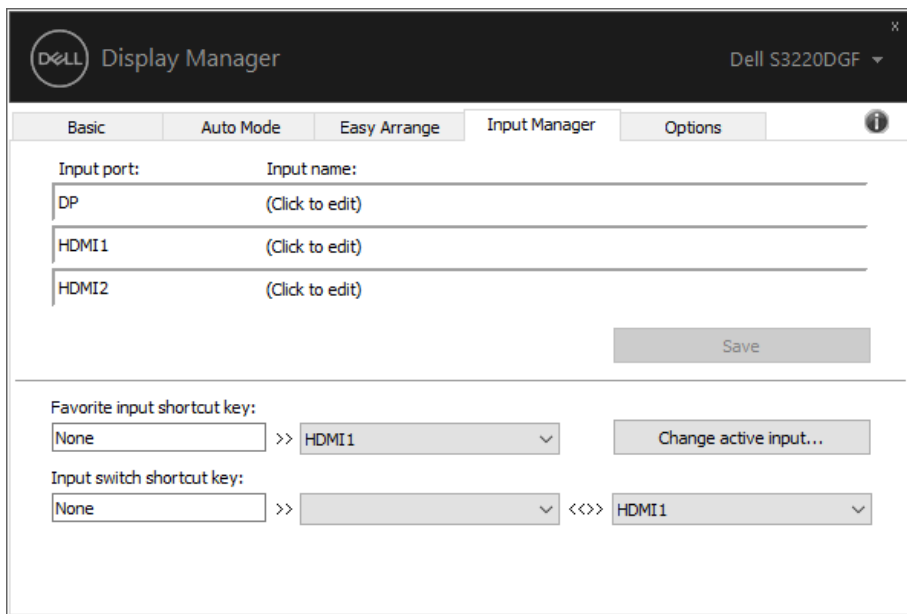 x
DELL Display Manager Dell S3220DGF
Basic Auto Mode Easy Arrange Input Manager Options i
Input port: Input name:
DP (Click to edit)
HDMI1 (Click to edit)
HDMI2 (Click to edit)
Save
Favorite input shortcut key:
None >> HDMI1 Change active input...
Input switch shortcut key:
None >> <<>> HDMI1